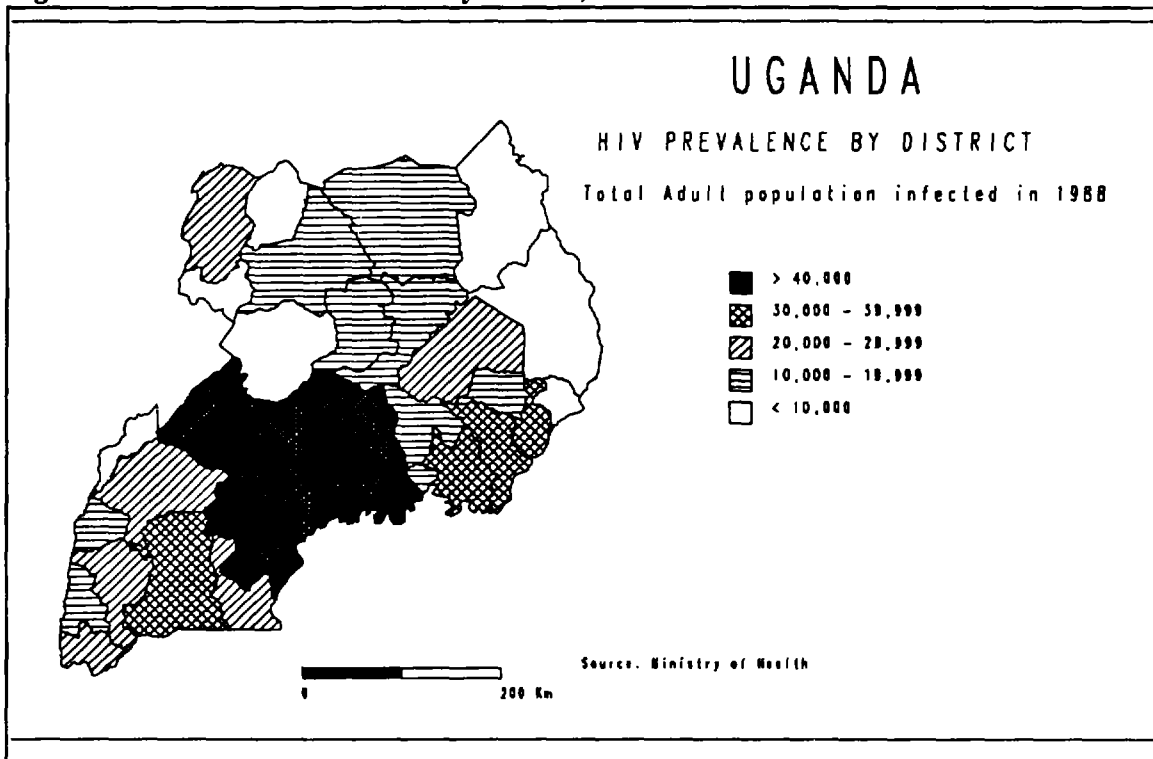 UGANDA
HIV PREVALENCE BY DISTRICT
Total Adult population infected in 1988
> 40,000
30,000 - 39,999
20,000 - 29,999
10,000 - 19,999
< 10,000
Source. Ministry of Health
0 200 Km